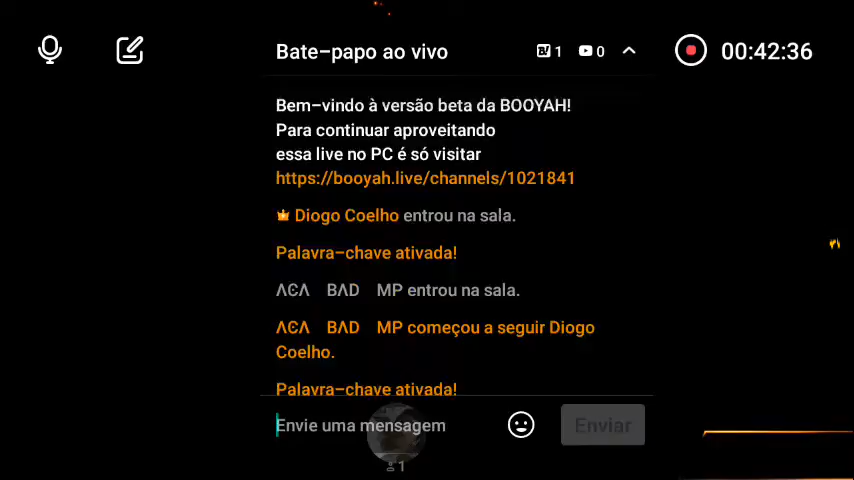 Bate-papo ao vivo
1
0
00:42:36
Bem-vindo à versão beta da BOOYAH!
Para continuar aproveitando
essa live no PC é só visitar
https://booyah.live/channels/1021841
Diogo Coelho entrou na sala.
Palavra-chave ativada!
ΛЄΛ BΛD MP entrou na sala.
ΛЄΛ BΛD MP começou a seguir Diogo
Coelho.
Palavra-chave ativada!
Envie uma mensagem
Enviar
1